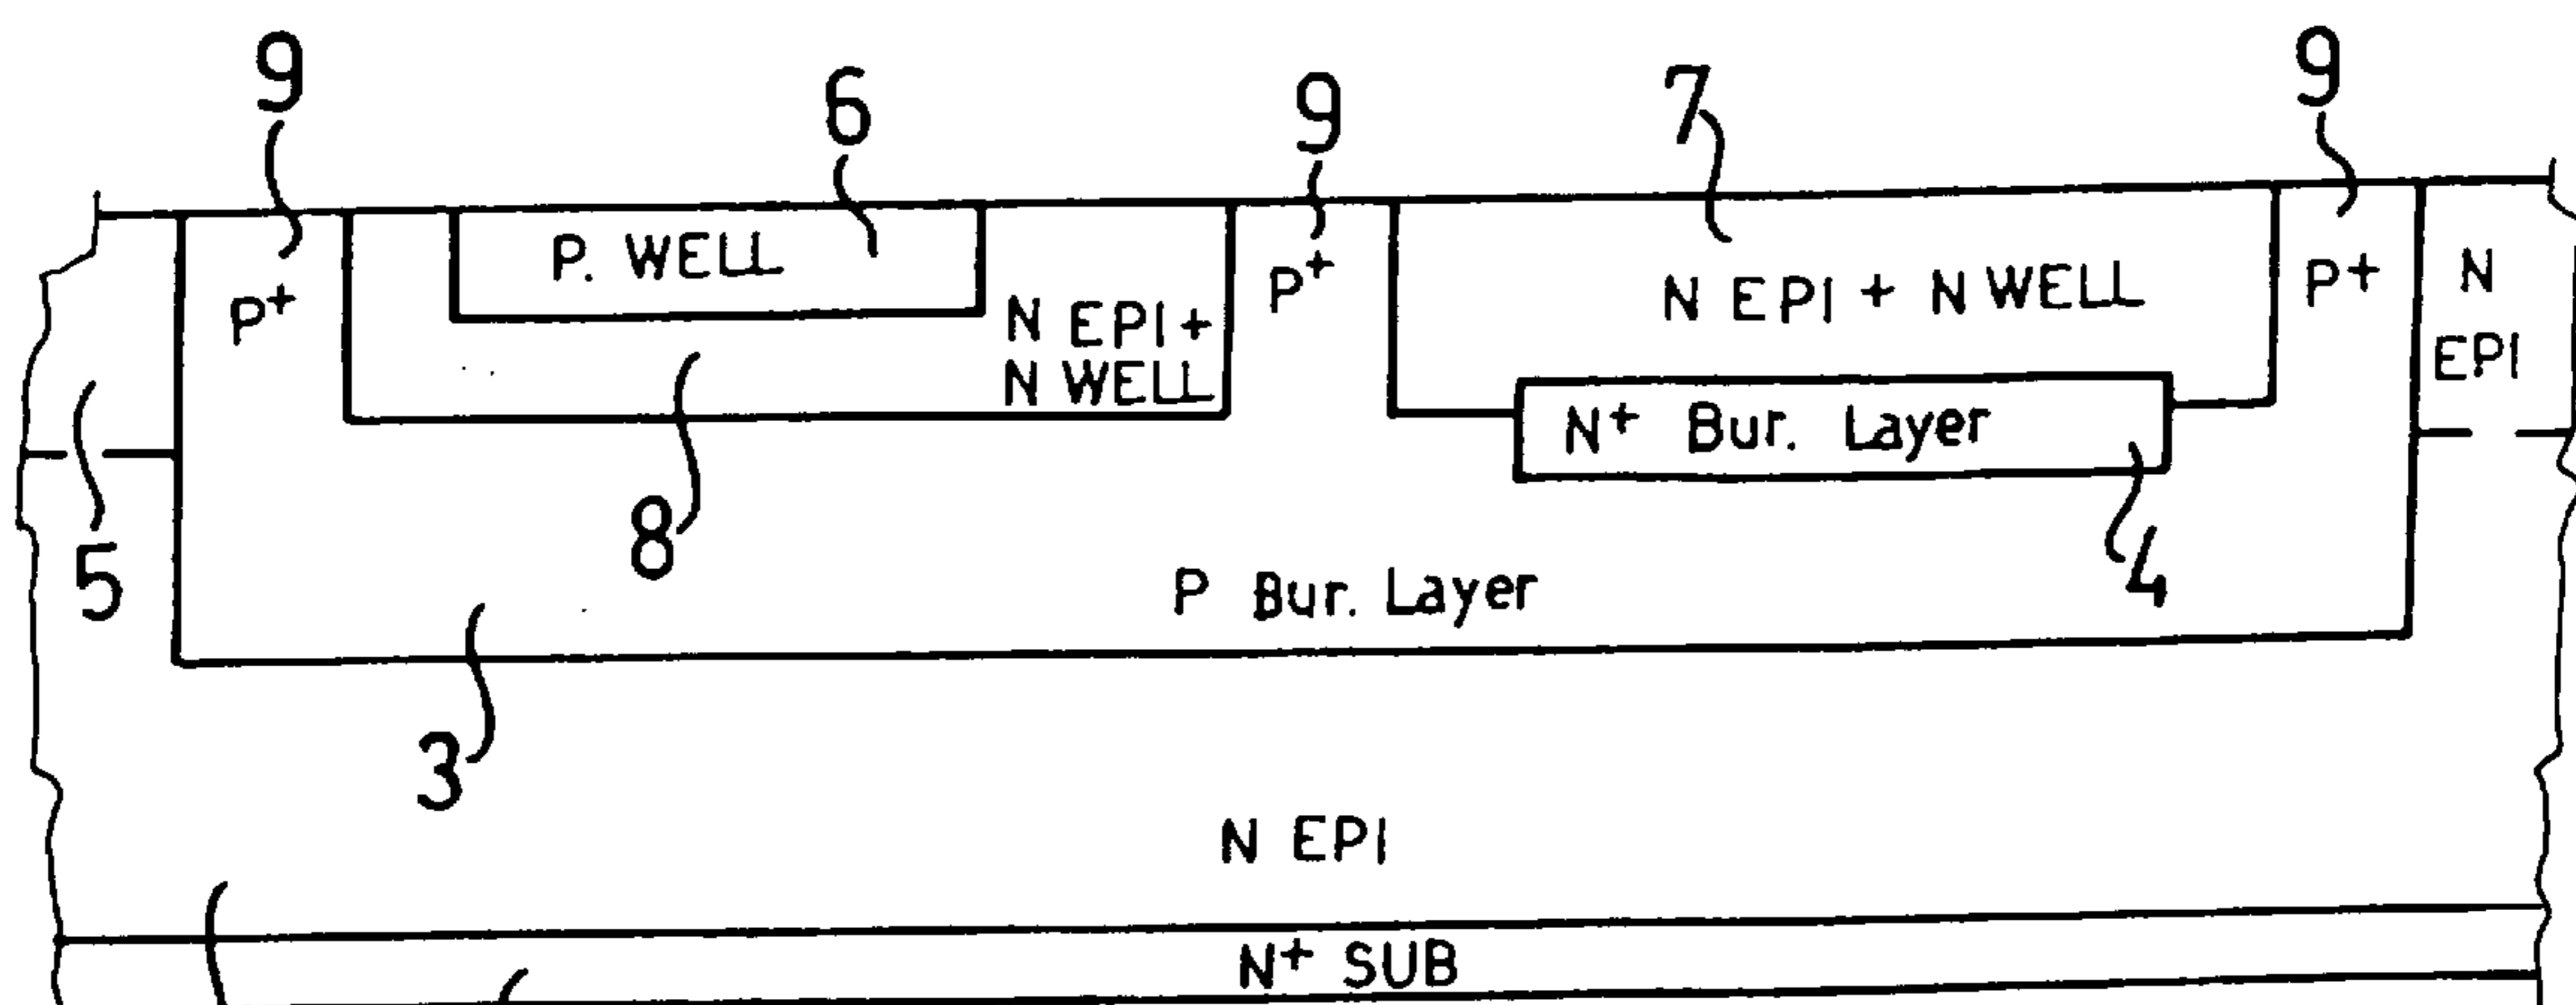 9
6
9
7
9
P. WELL
P+
N EPI +
N WELL
P+
N EPI + N WELL
P+
N
EPI
N+ Bur. Layer
5
8
4
P Bur. Layer
3
N EPI
N+ SUB